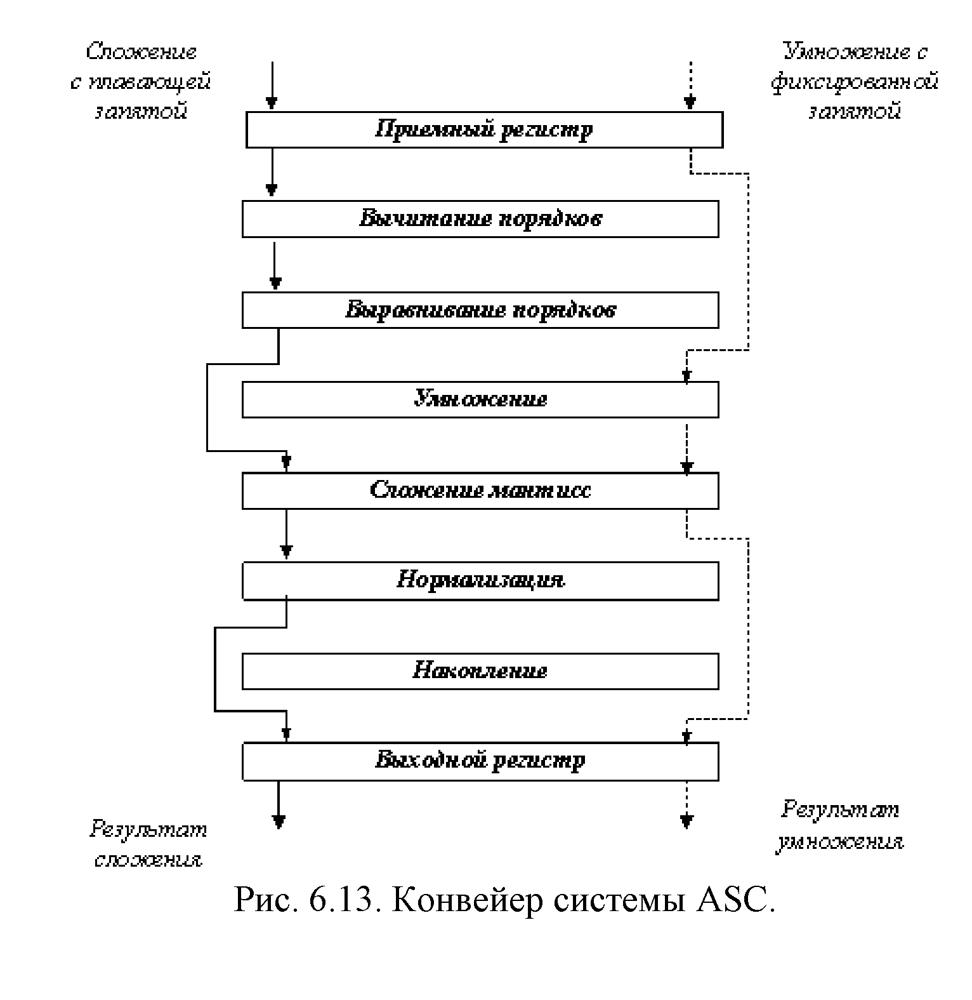 Сложение
с плавающей
запятой
Умножение с
фиксированной
запятой
Приемный регистр
Вычитание порядков
Выравнивание порядков
Умножение
Сложение мантисс
Нормализация
Накопление
Выходной регистр
Результат
сложения
Результат
умножения
Рис. 6.13. Конвейер системы ASC.